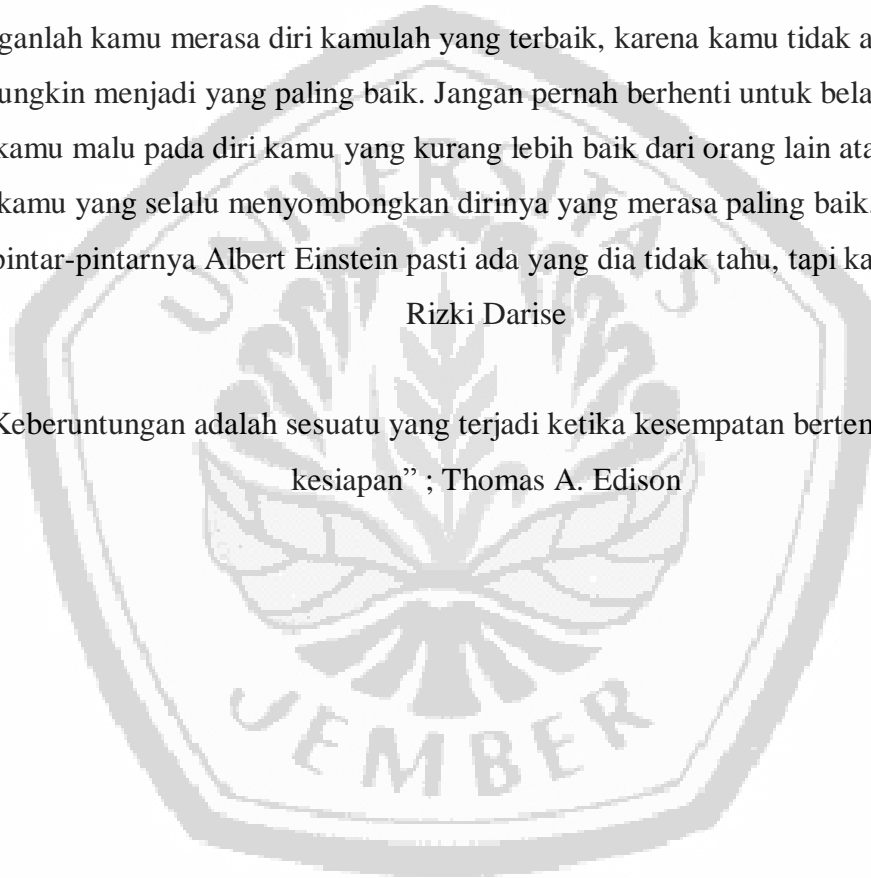 ganlah kamu merasa diri kamulah yang terbaik, karena kamu tidak a
ungkin menjadi yang paling baik. Jangan pernah berhenti untuk bela
kamu malu pada diri kamu yang kurang lebih baik dari orang lain ata
kamu yang selalu menyombongkan dirinya yang merasa paling baik.
pintar-pintarnya Albert Einstein pasti ada yang dia tidak tahu, tapi ka
Rizki Darise
Keberuntungan adalah sesuatu yang terjadi ketika kesempatan berten
kesiapan” ; Thomas A. Edison
UNIVERSITAS
JEMBER